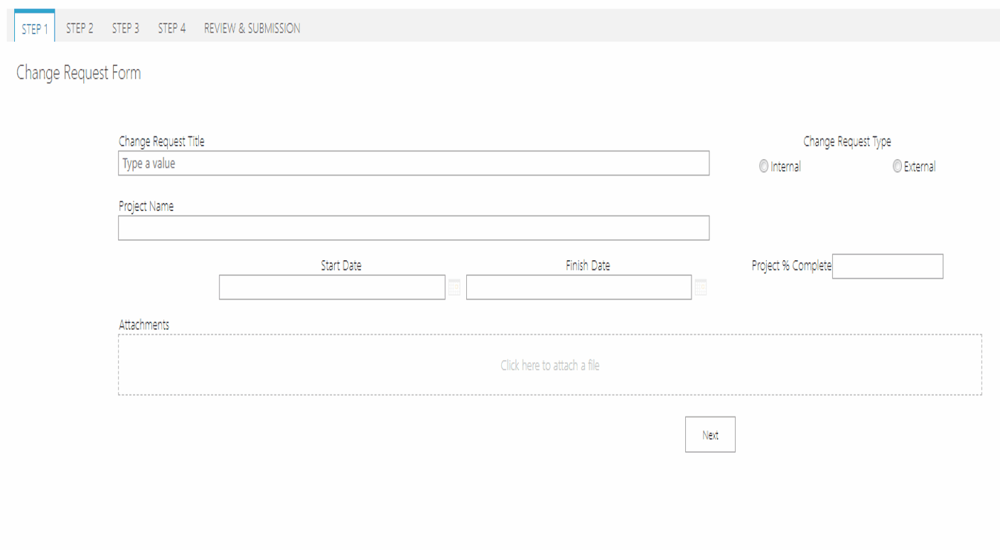 STEP 1 STEP 2 STEP 3 STEP 4 REVIEW & SUBMISSION
Change Request Form
Change Request Title
Change Request Type
Type a value
Internal External
Project Name
Start Date Finish Date Project % Complete
Attachments
Click here to attach a file
Next